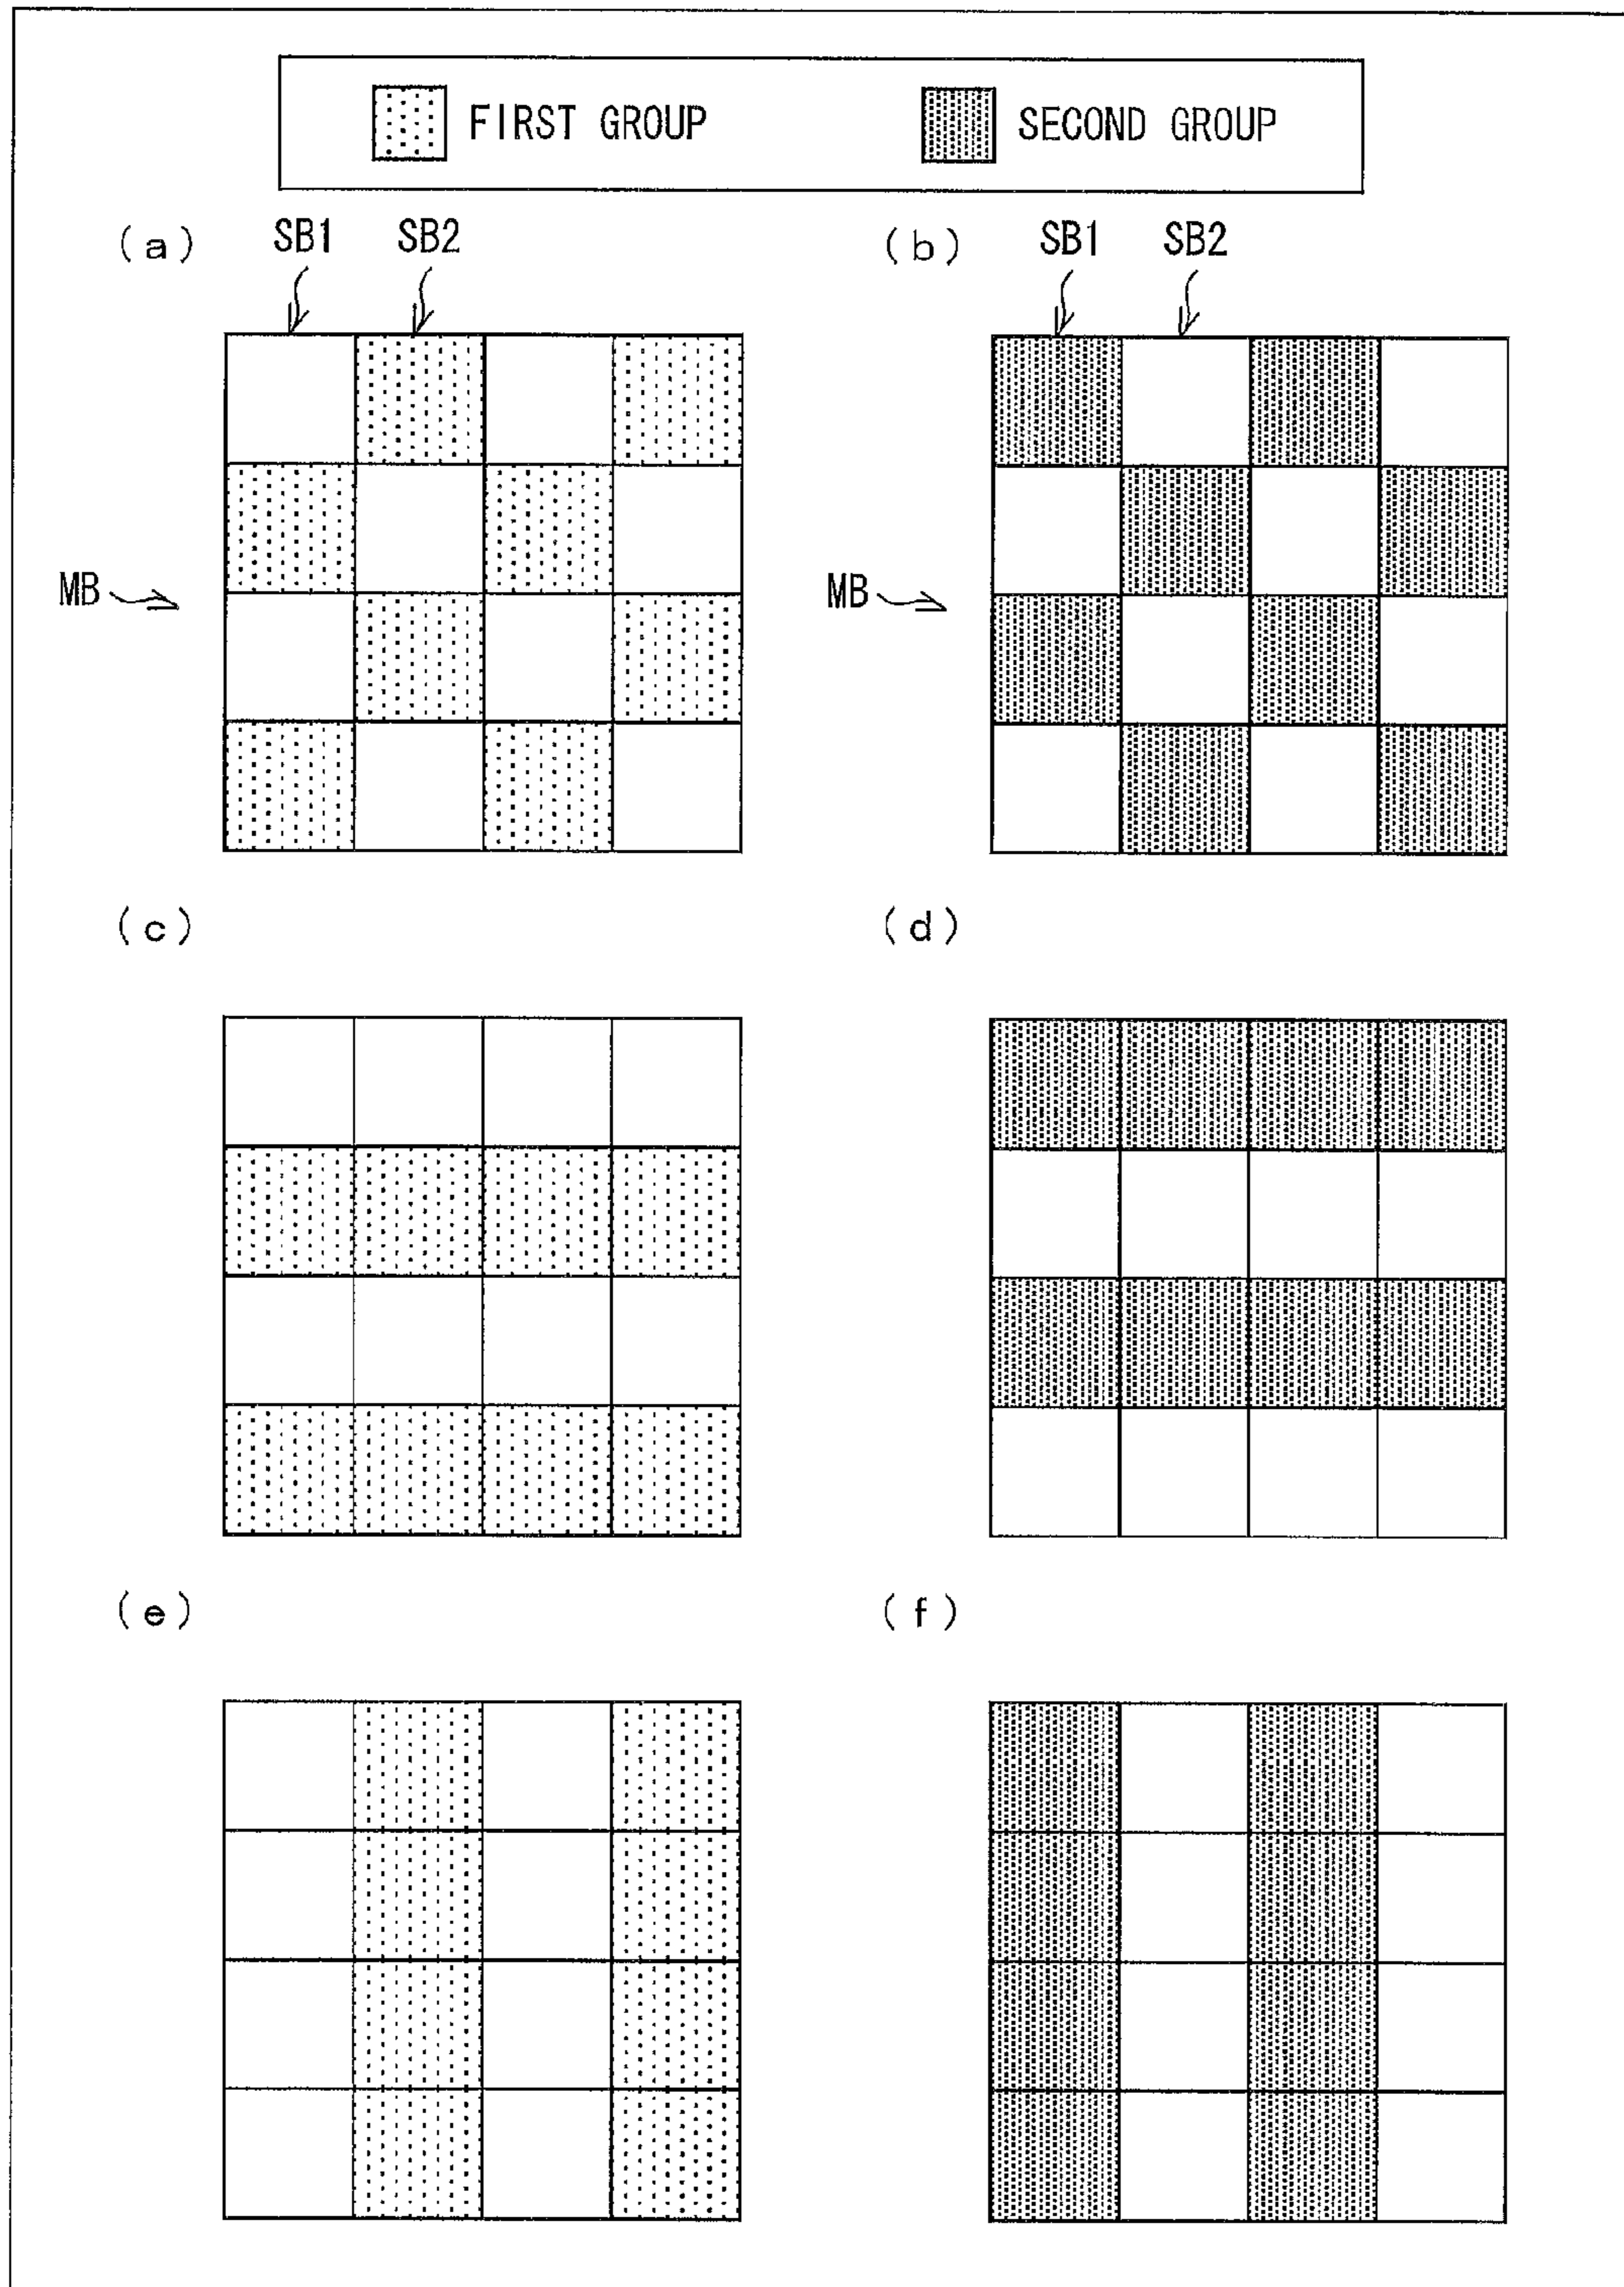 FIRST GROUP SECOND GROUP
(a) SB1 SB2 (b) SB1 SB2
MB MB
(c) (d)
(e) (f)